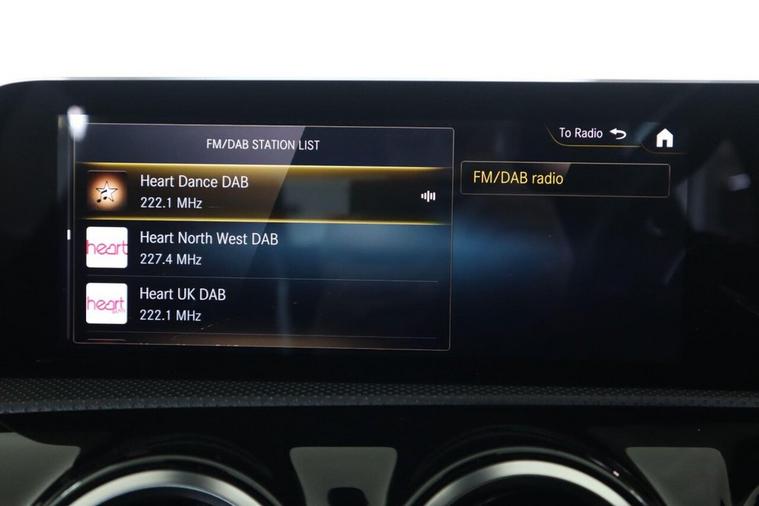 To Radio
FM/DAB STATION LIST
Heart Dance DAB
222.1 MHz
FM/DAB radio
heart
Heart North West DAB
227.4 MHz
heart
Heart UK DAB
222.1 MHz